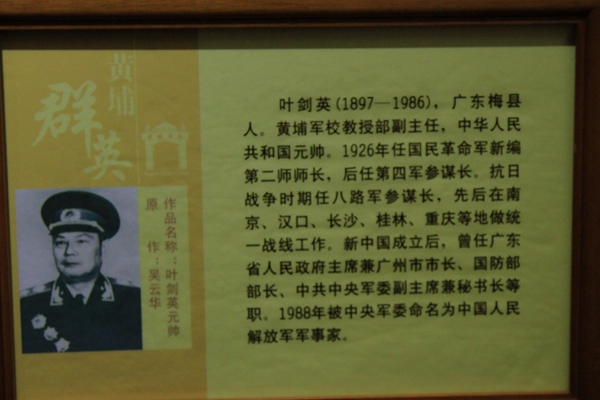 黄埔
群英
作品名称：叶剑英元帅
原　作：吴云华
叶剑英(1897—1986)，广东梅县
人。黄埔军校教授部副主任，中华人民
共和国元帅。1926年任国民革命军新编
第二师师长，后任第四军参谋长。抗日
战争时期任八路军参谋长，先后在南
京、汉口、长沙、桂林、重庆等地做统
一战线工作。新中国成立后，曾任广东
省人民政府主席兼广州市市长、国防部
部长、中共中央军委副主席兼秘书长等
职。1988年被中央军委命名为中国人民
解放军军事家。